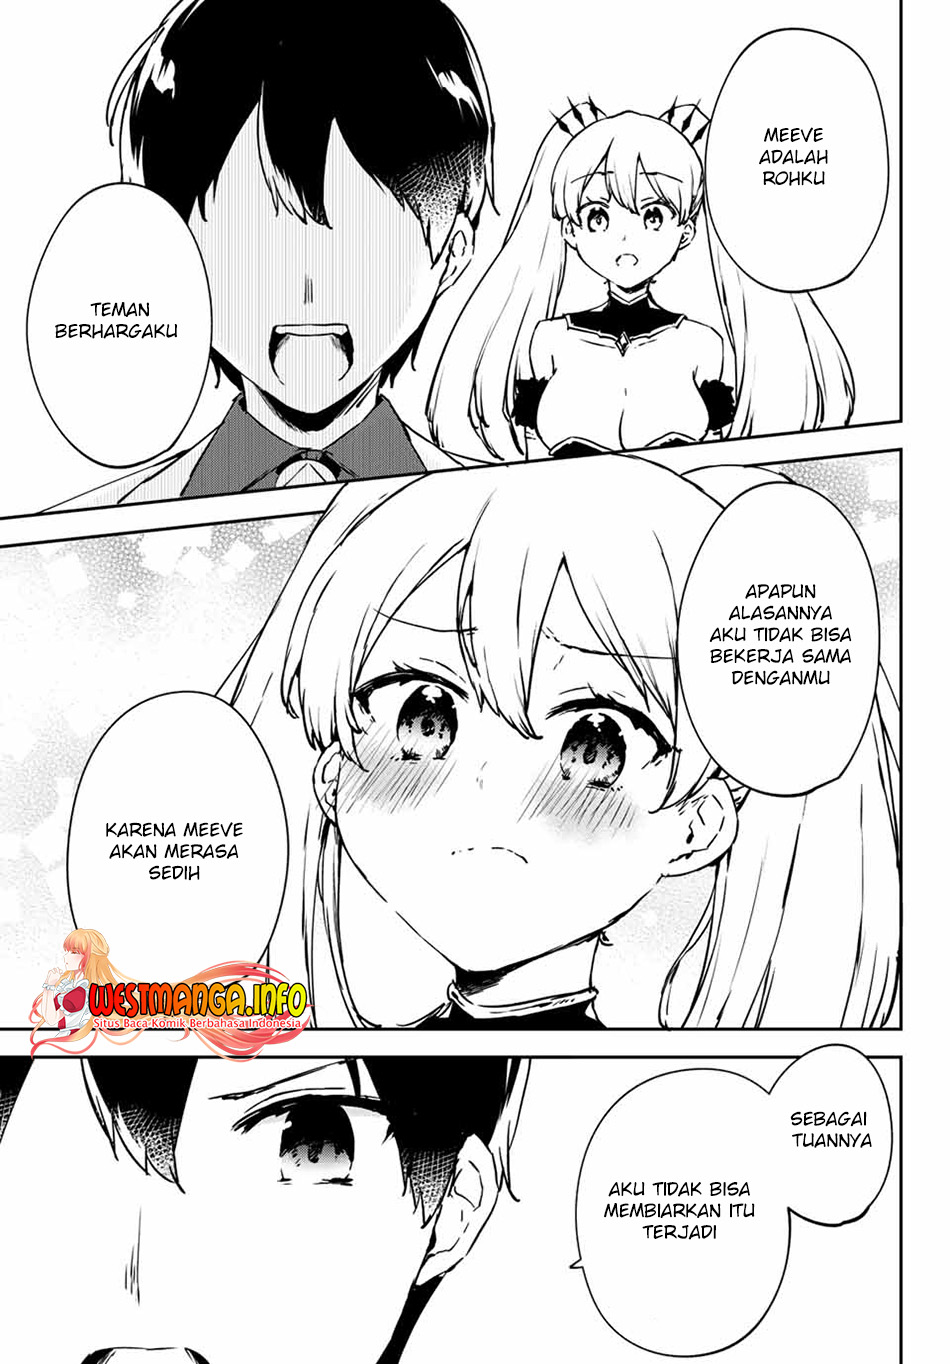 MEEVE
ADALAH
ROHKU
TEMAN
BERHARGAKU
APAPUN
ALASANNYA
AKU TIDAK BISA
BEKERJA SAMA
DENGANMU
KARENA MEEVE
AKAN MERASA
SEDIH
WESTMANGA.INFO
Situs Baca Komik Berbahasa Indonesia
SEBAGAI
TUANNYA
AKU TIDAK BISA
MEMBIARKAN ITU
TERJADI